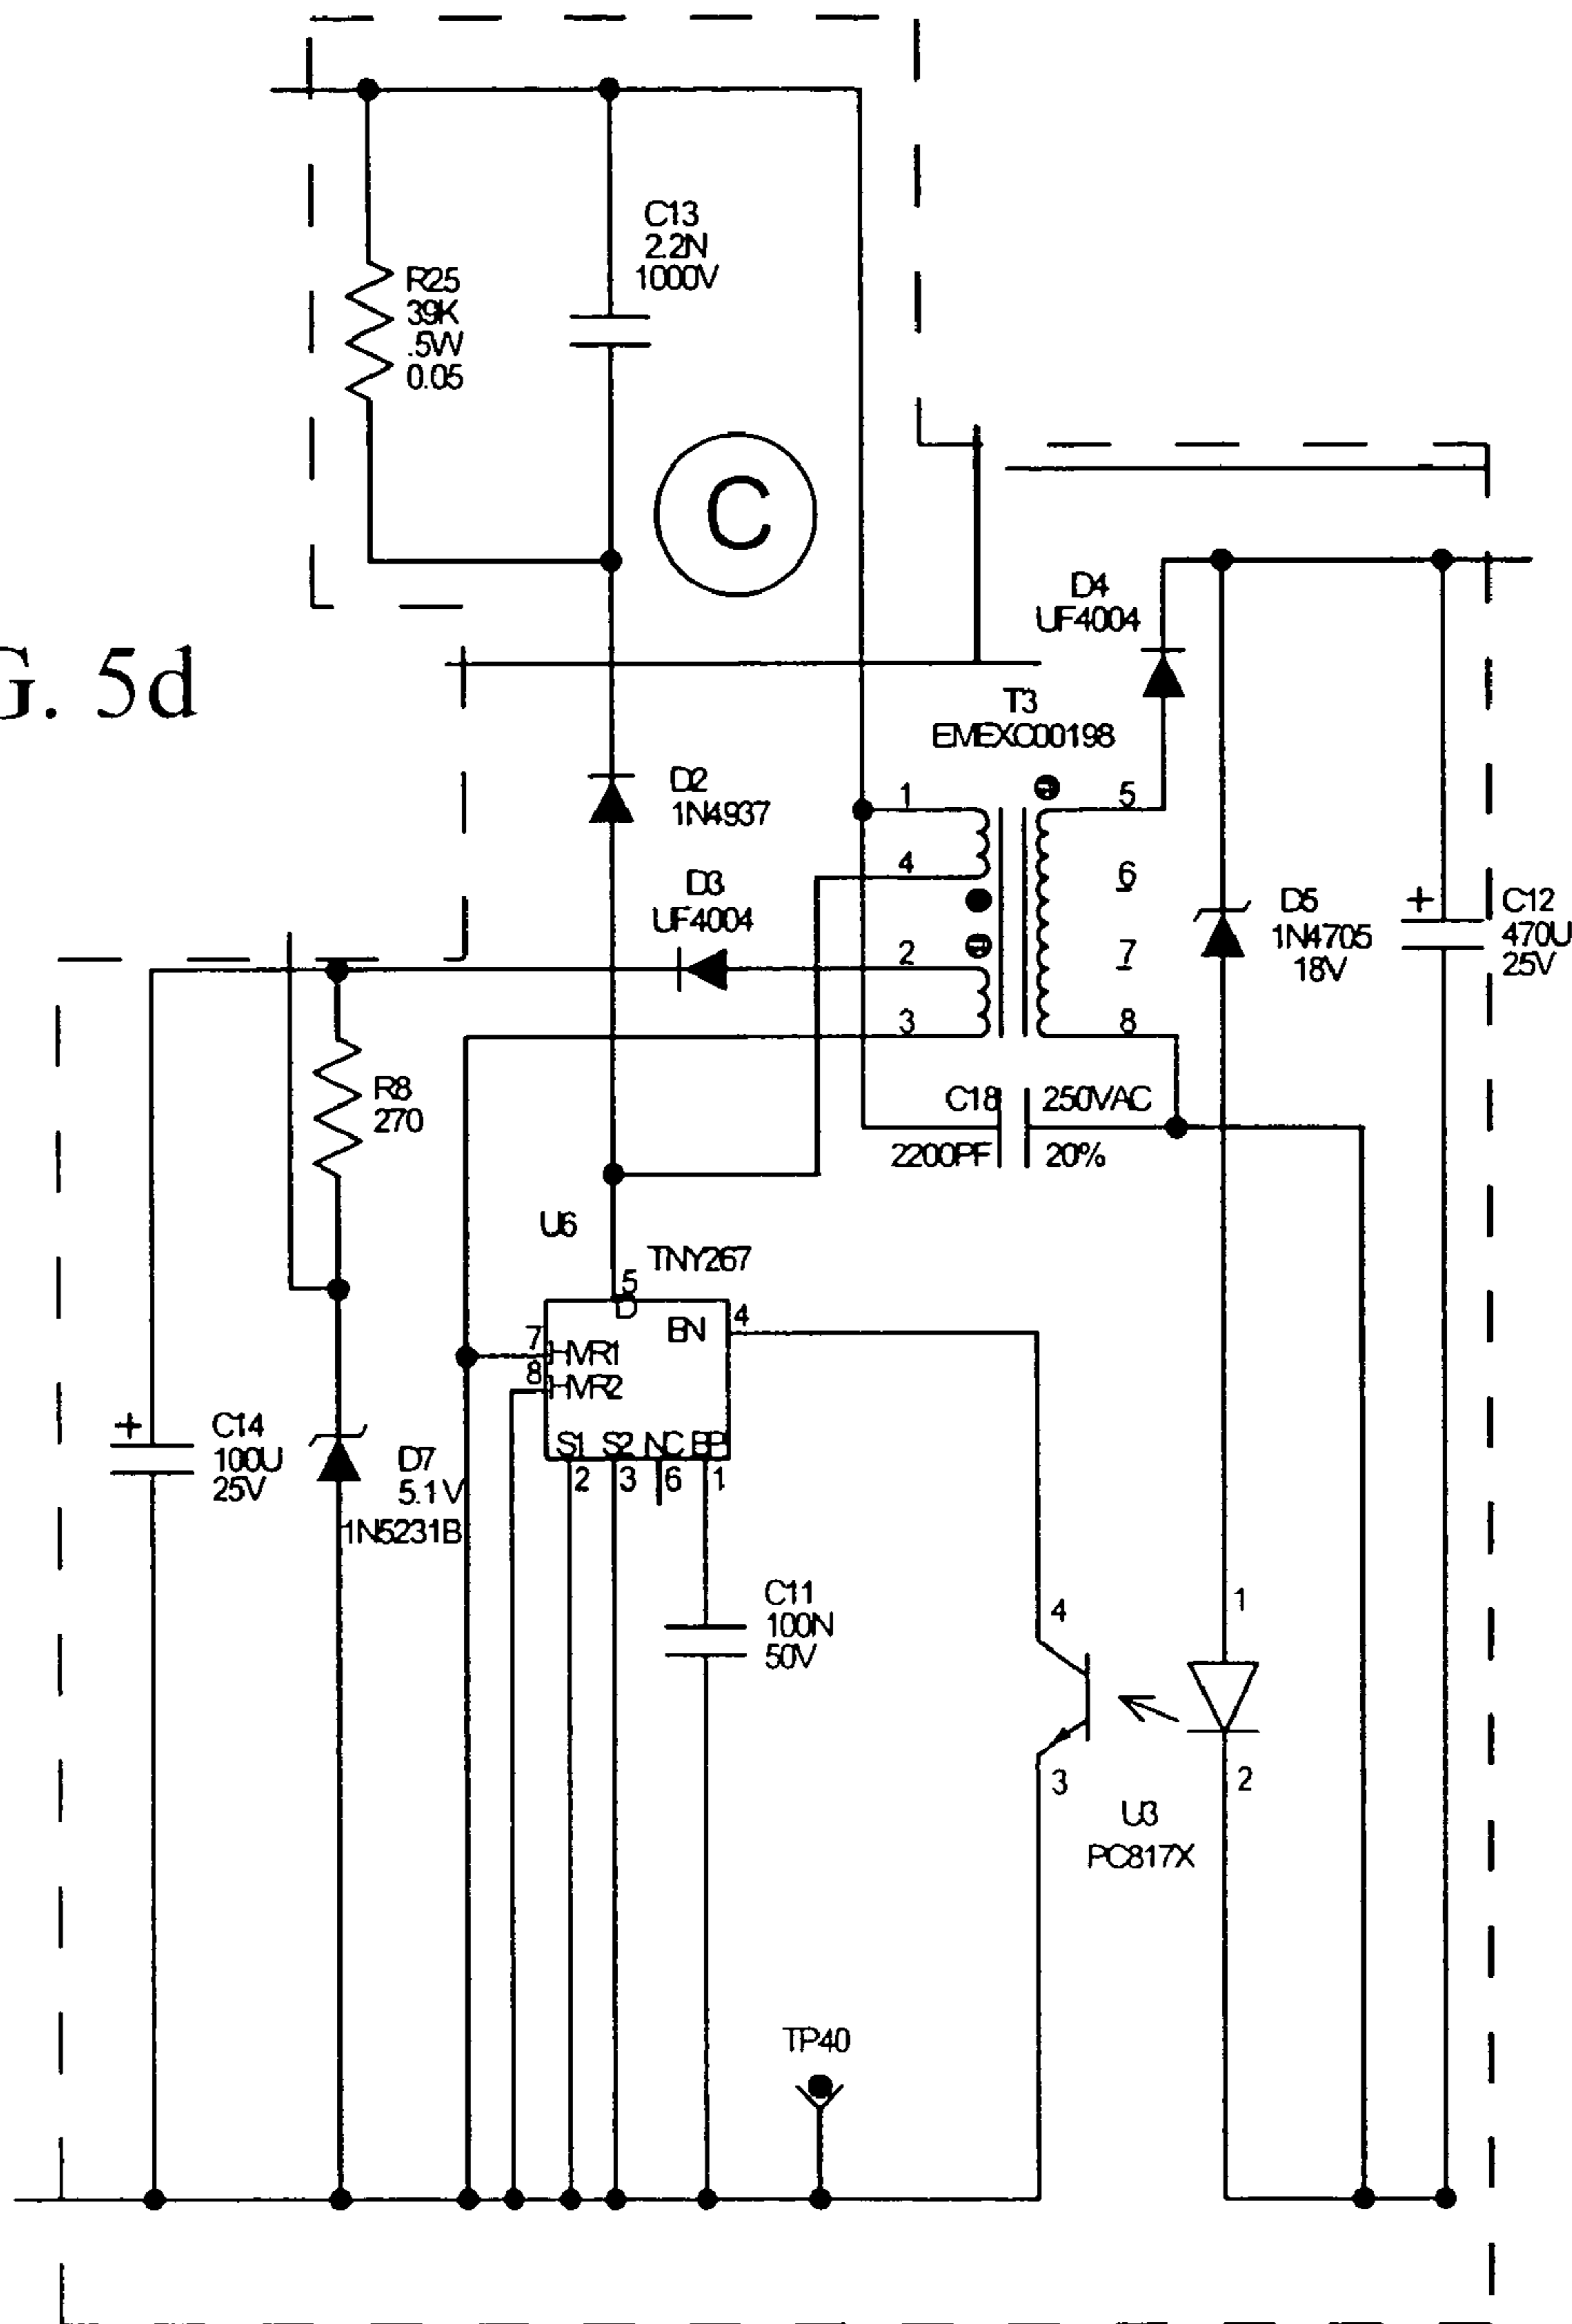 C13
2.2N
1000V
R25
39K
.5W
0.05
C
D4
UF4004
G. 5d
T3
EMEXC00198
D2
1N4937
1
5
4
6
D3
UF4004
2
7
3
8
D5
1N4705
18V
+
C12
470U
25V
R8
270
C18
250VAC
2200PF
20%
U6
TNY267
5
D
4
EN
7
HVR1
8
HVR2
S1
S2
NC
BP
2
3
6
1
+
C14
100U
25V
D7
5.1V
1N5231B
C11
100N
50V
4
1
3
2
U3
PC817X
TP40